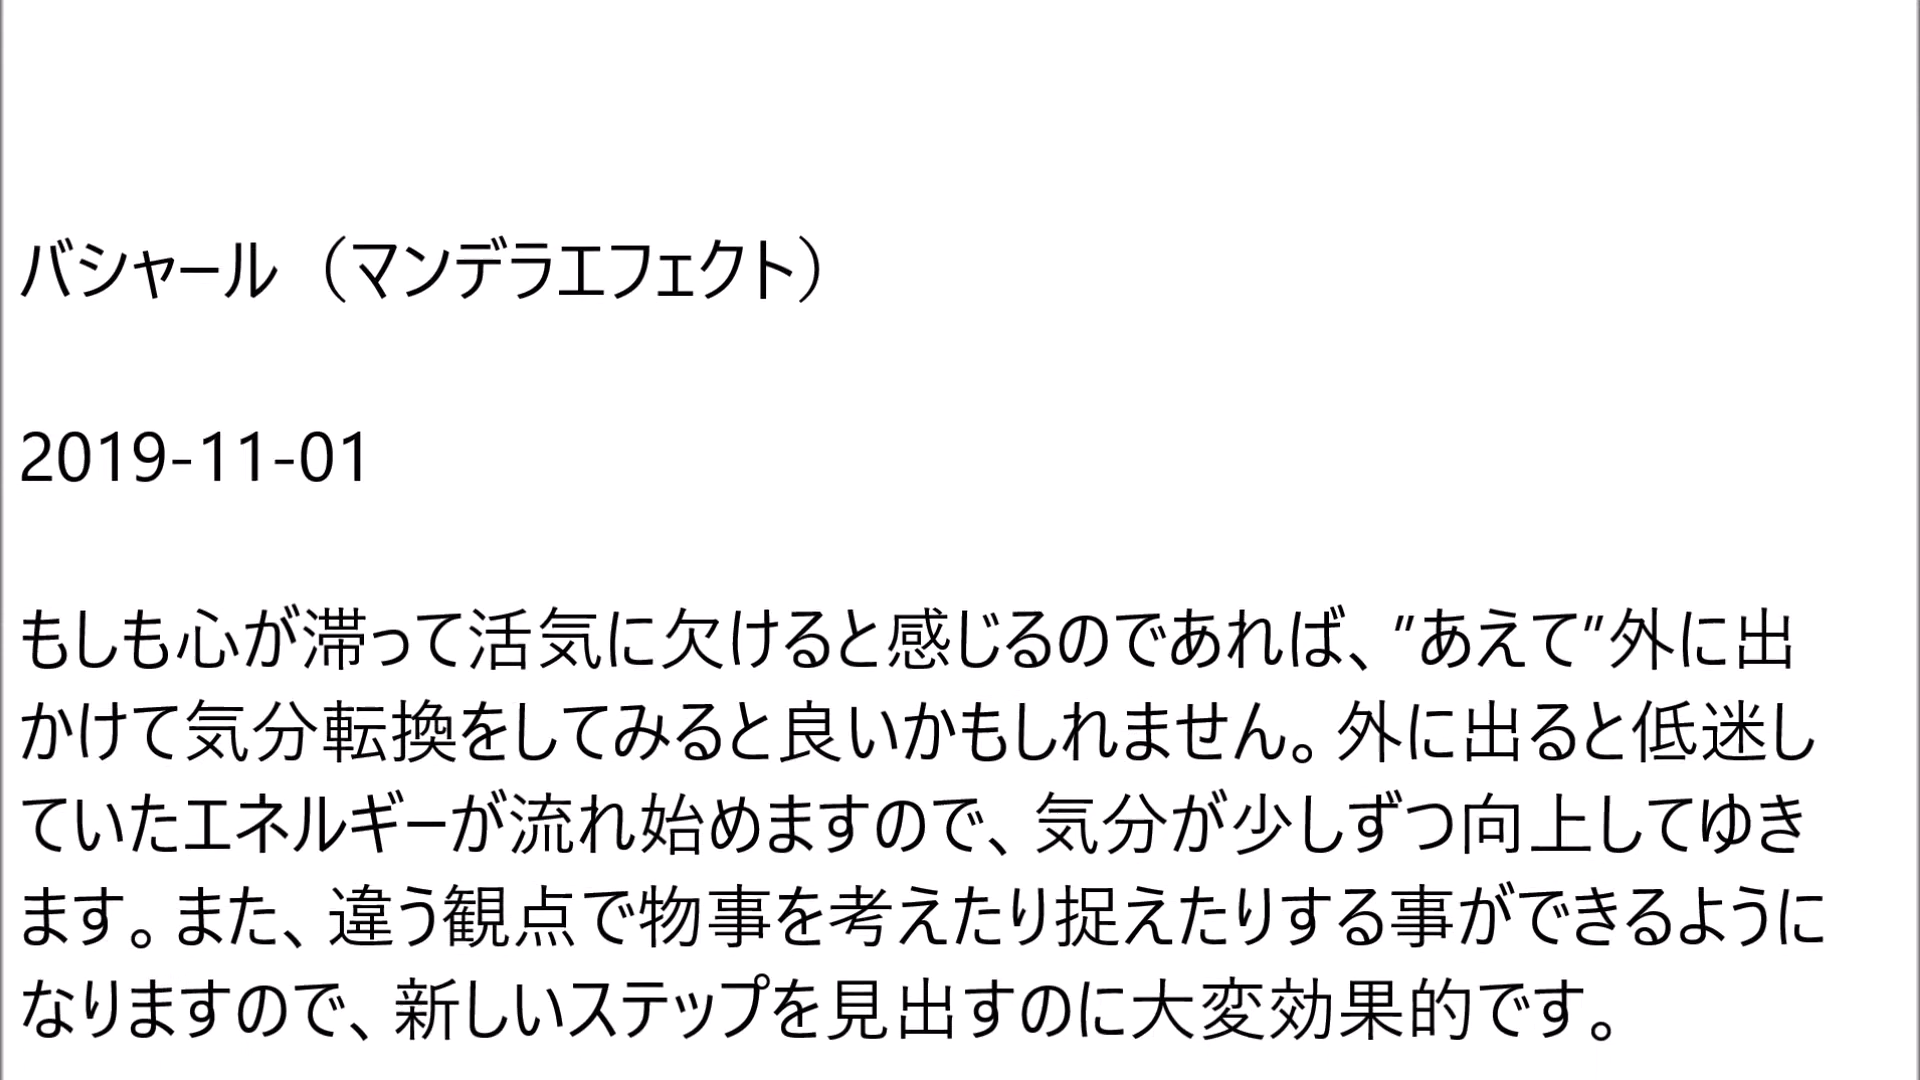 バシャール（マンデラエフェクト）
2019-11-01
もしも心が滞って活気に欠けると感じるのであれば、"あえて"外に出
かけて気分転換をしてみると良いかもしれません。外に出ると低迷し
ていたエネルギーが流れ始めますので、気分が少しずつ向上してゆき
ます。また、違う観点で物事を考えたり捉えたりする事ができるように
なりますので、新しいステップを見出すのに大変効果的です。